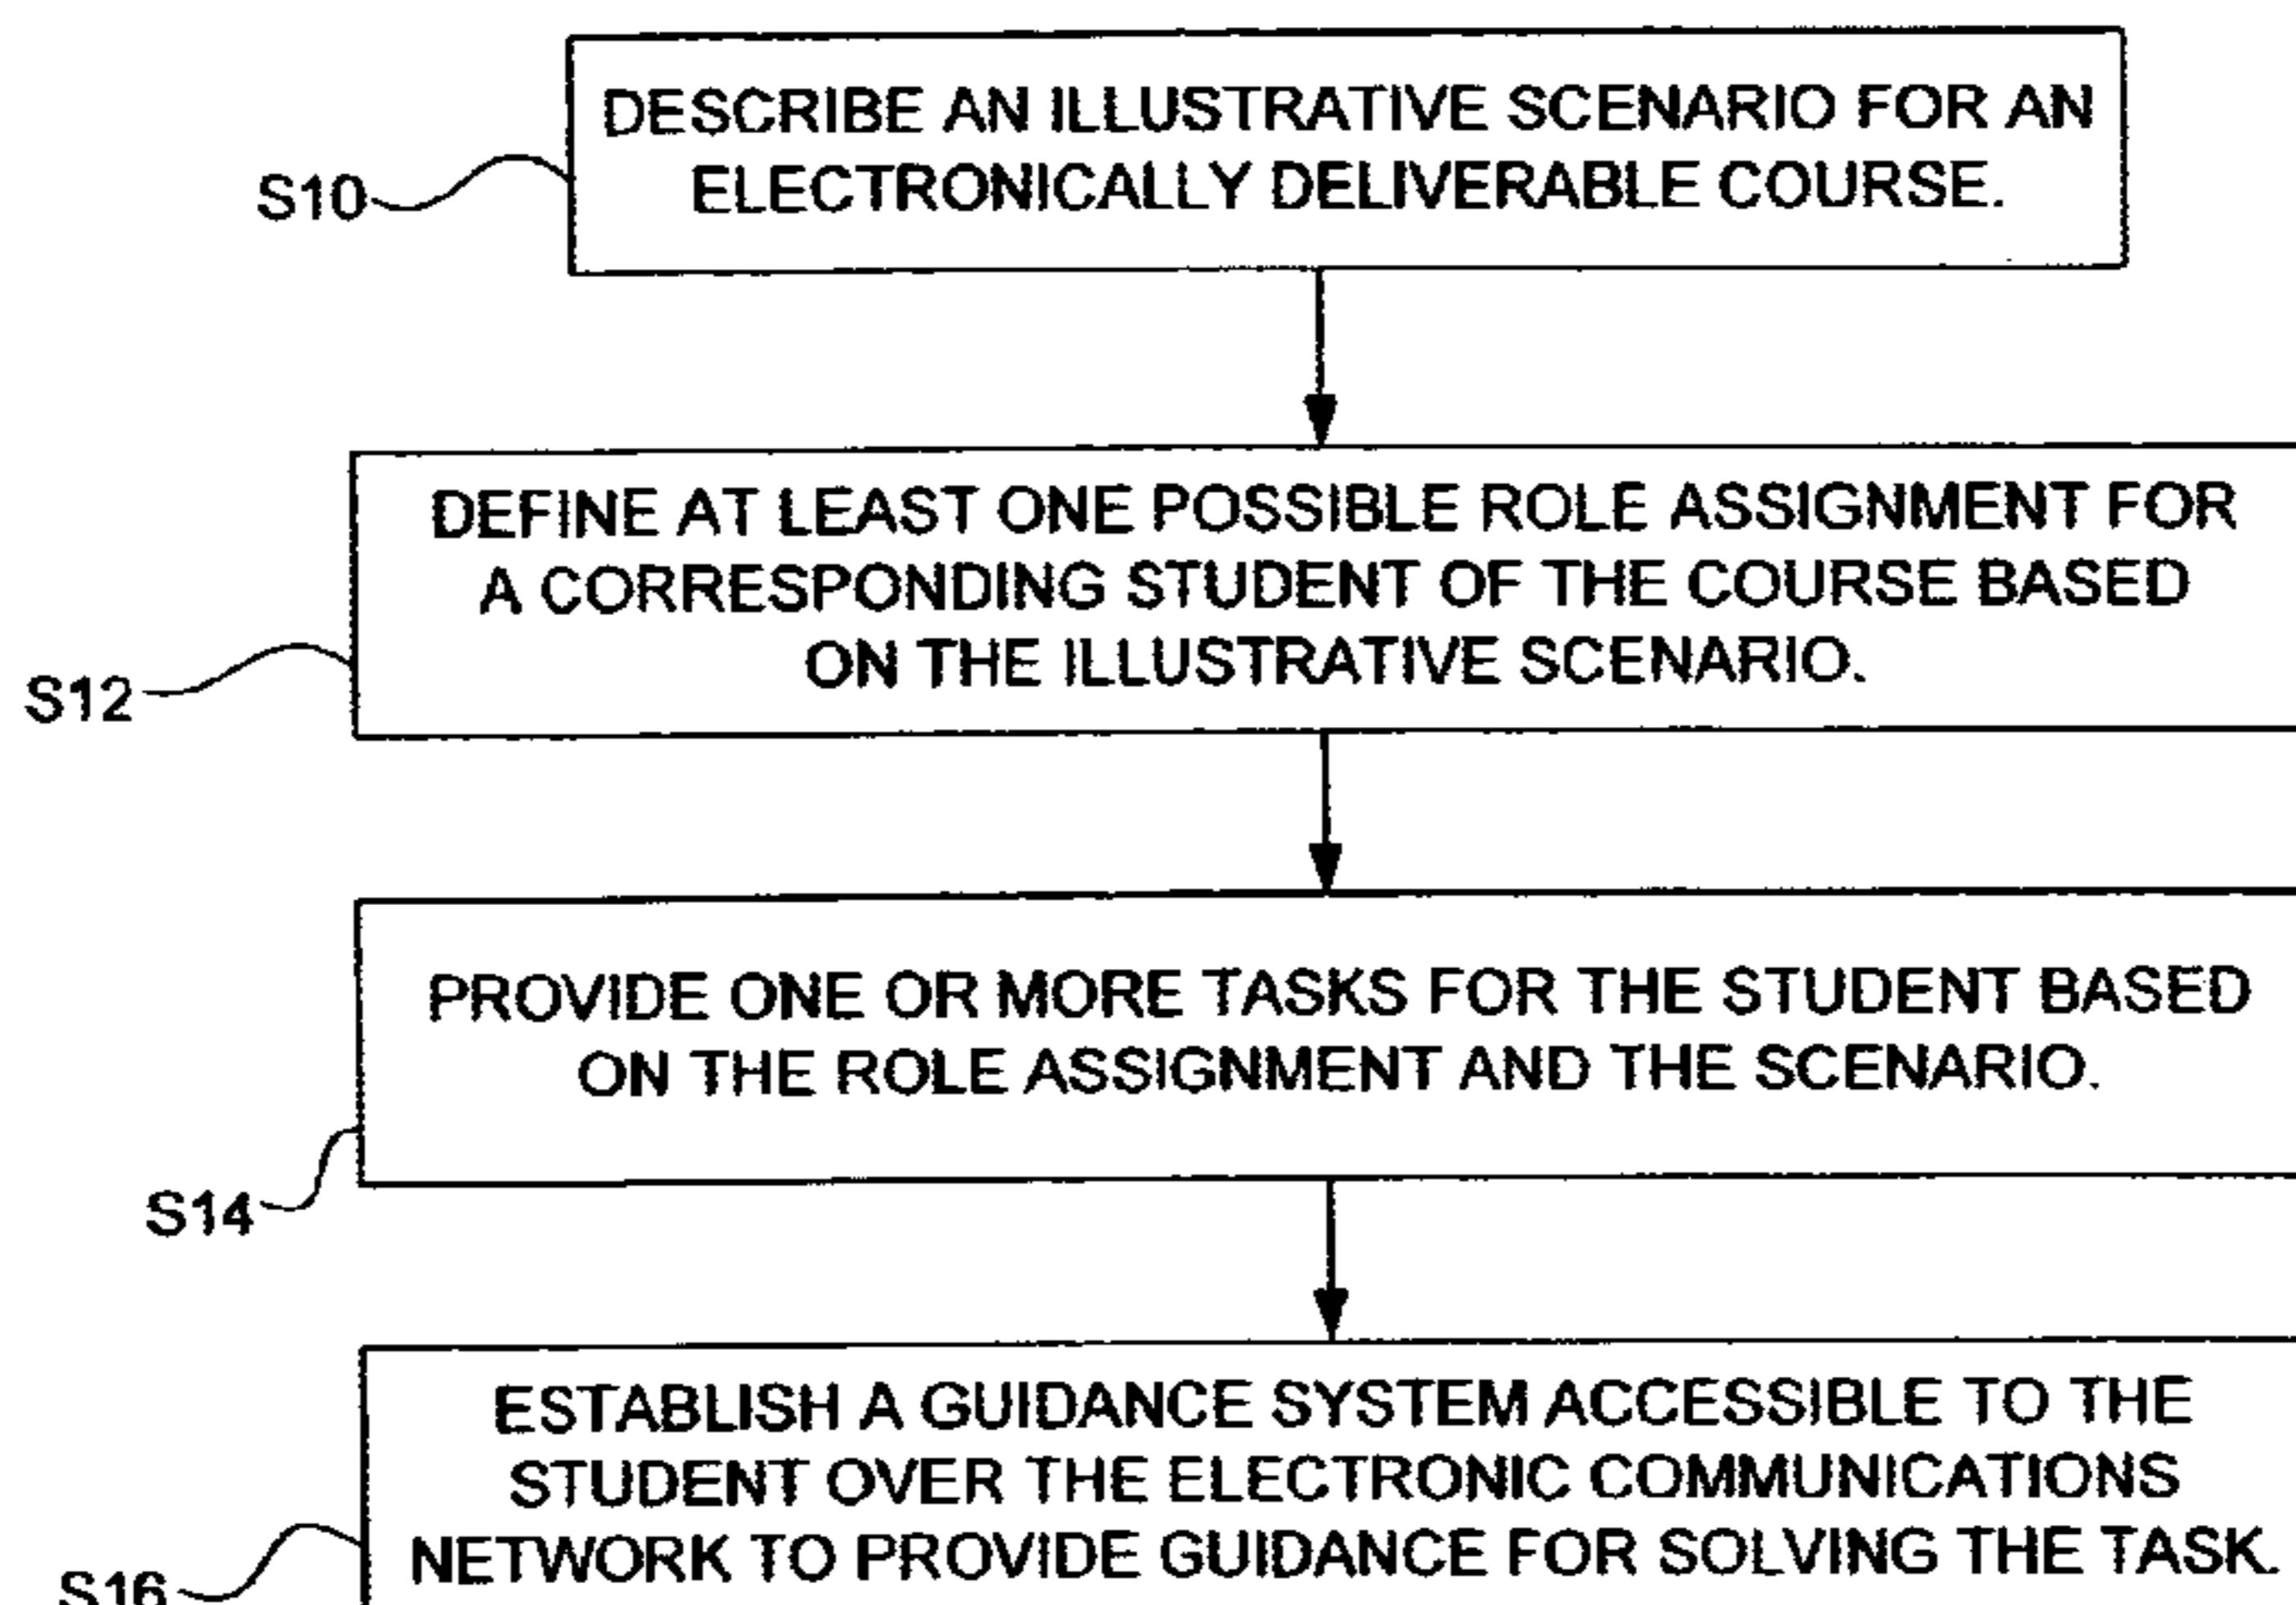 DESCRIBE AN ILLUSTRATIVE SCENARIO FOR AN
ELECTRONICALLY DELIVERABLE COURSE.
S10
DEFINE AT LEAST ONE POSSIBLE ROLE ASSIGNMENT FOR
A CORRESPONDING STUDENT OF THE COURSE BASED
ON THE ILLUSTRATIVE SCENARIO.
S12
PROVIDE ONE OR MORE TASKS FOR THE STUDENT BASED
ON THE ROLE ASSIGNMENT AND THE SCENARIO.
S14
ESTABLISH A GUIDANCE SYSTEM ACCESSIBLE TO THE
STUDENT OVER THE ELECTRONIC COMMUNICATIONS
NETWORK TO PROVIDE GUIDANCE FOR SOLVING THE TASK.
S16